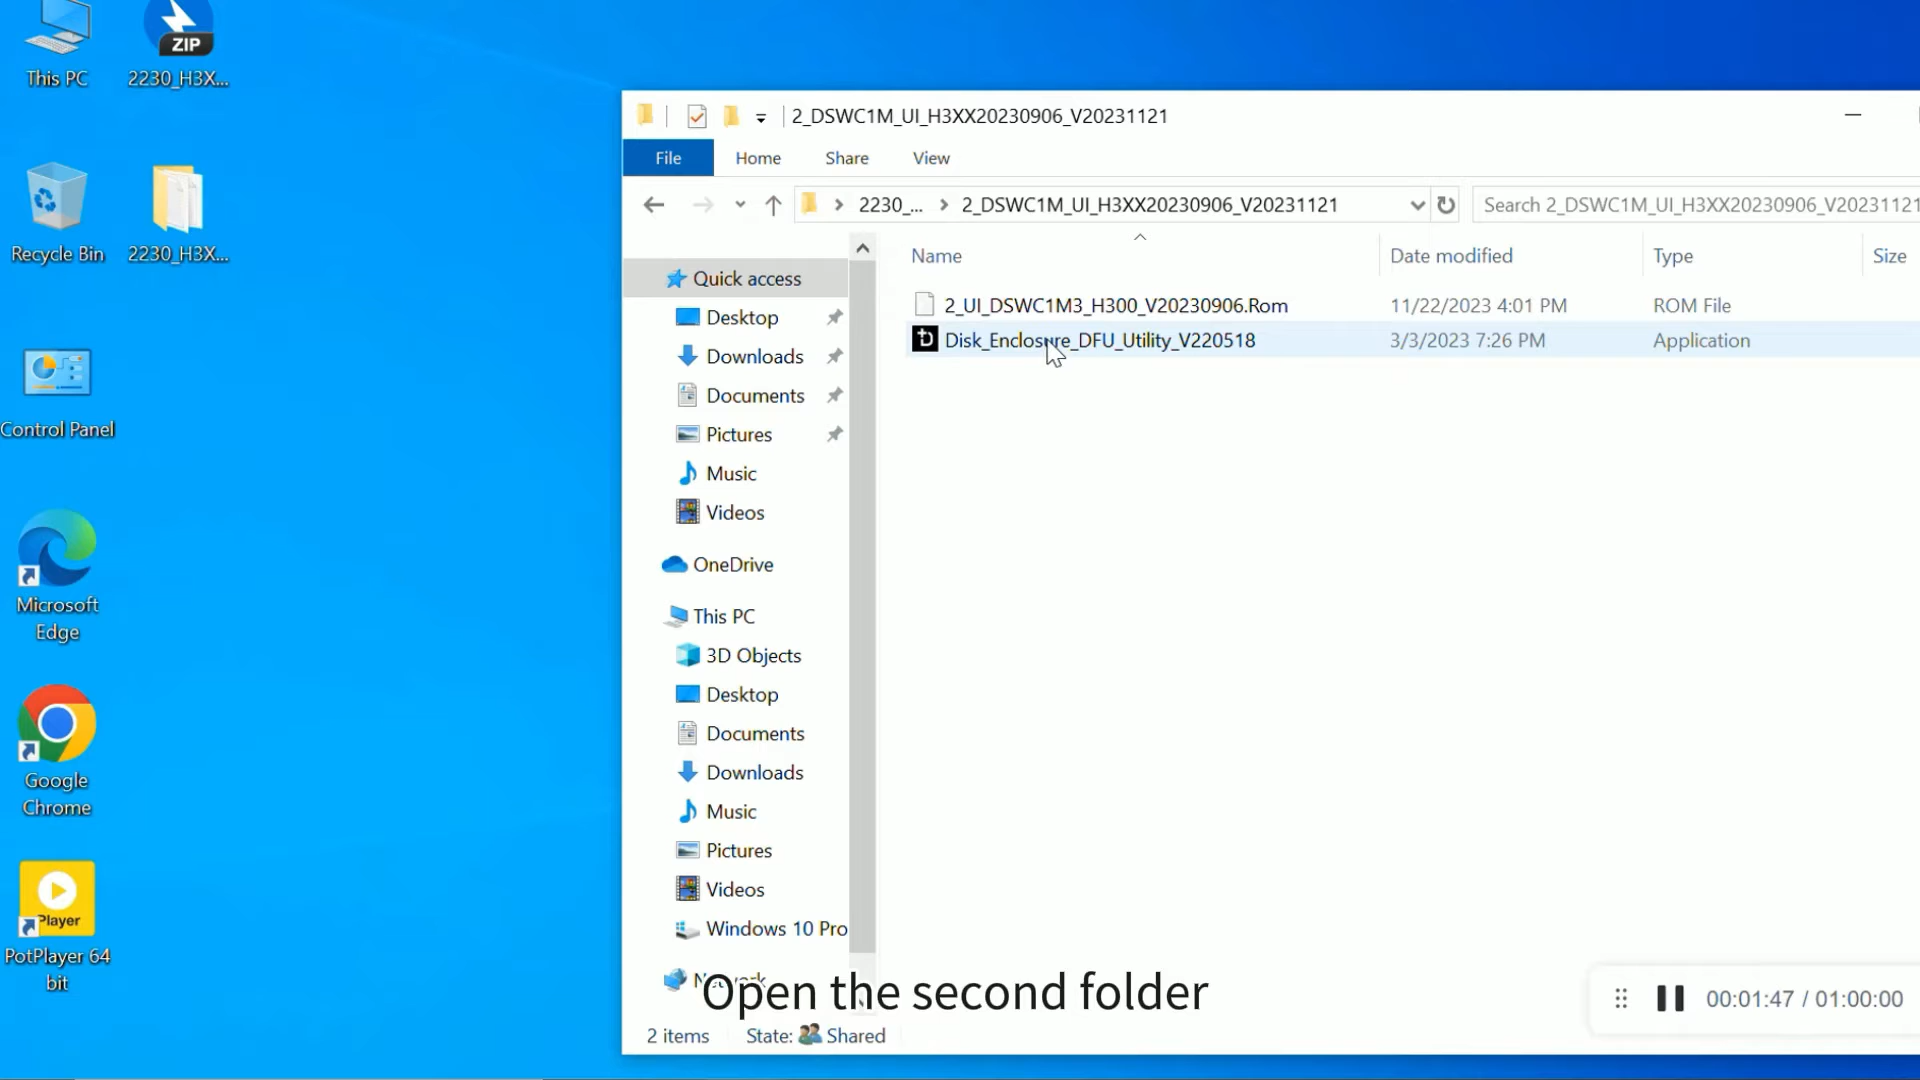 This PC
ZIP
2230_H3X...
Recycle Bin
2230_H3X...
Control Panel
Microsoft
Edge
Google
Chrome
Player
PotPlayer 64
bit
2_DSWC1M_UI_H3XX20230906_V20231121
File
Home
Share
View
2230_...
2_DSWC1M_UI_H3XX20230906_V20231121
Search 2_DSWC1M_UI_H3XX20230906_V20231121
Name
Date modified
Type
Size
2_UI_DSWC1M3_H300_V20230906.Rom
11/22/2023 4:01 PM
ROM File
Disk_Enclosure_DFU_Utility_V220518
3/3/2023 7:26 PM
Application
Quick access
Desktop
Downloads
Documents
Pictures
Music
Videos
OneDrive
This PC
3D Objects
Desktop
Documents
Downloads
Music
Pictures
Videos
Windows 10 Pro
Network
Open the second folder
00:01:47 / 01:00:00
2 items
State:
Shared